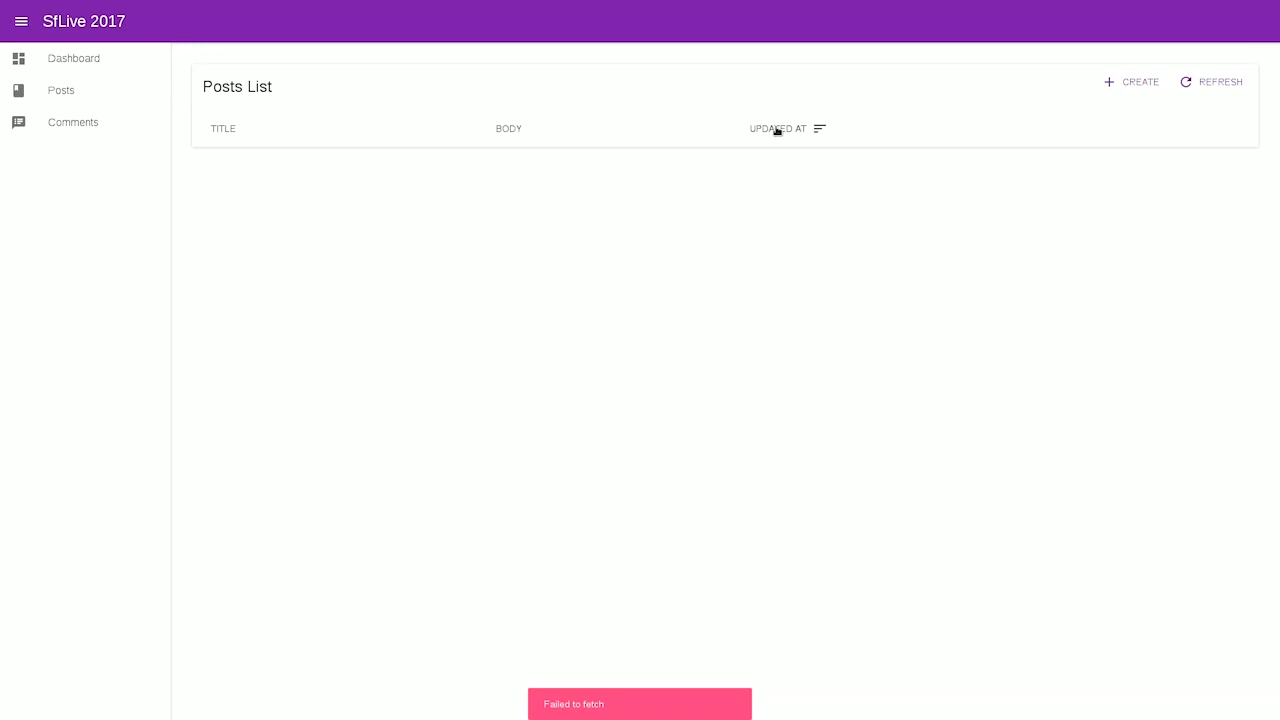 SfLive 2017
Dashboard
Posts
Comments
Posts List
CREATE
REFRESH
TITLE
BODY
UPDATED AT
Failed to fetch